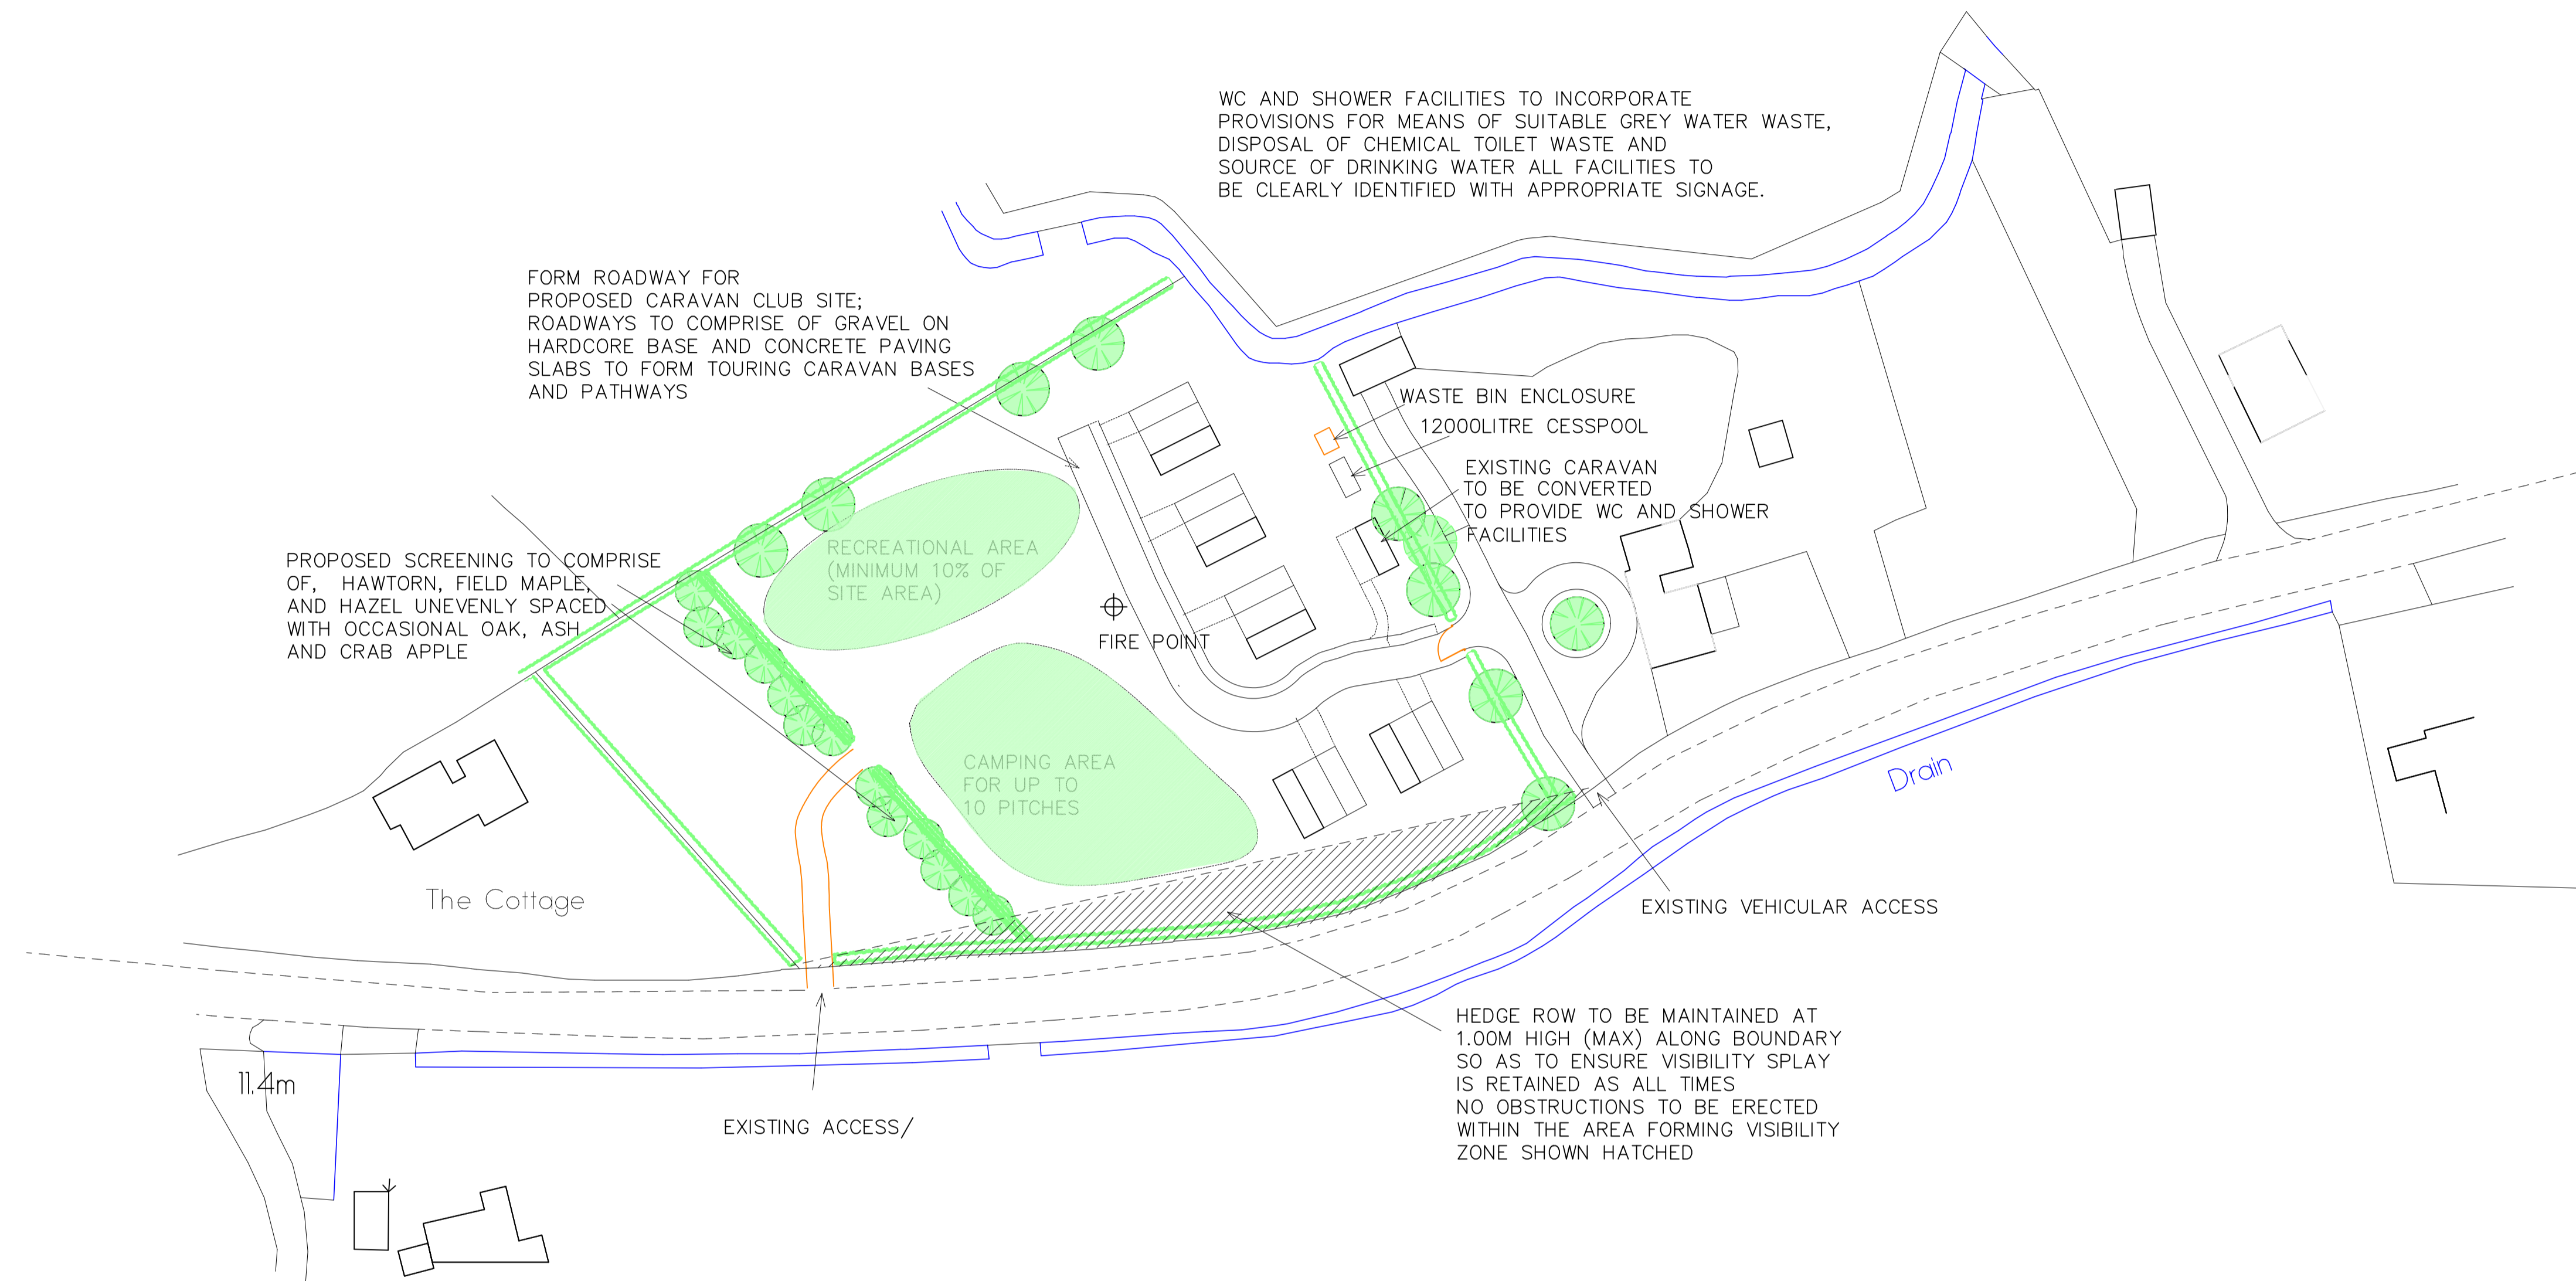 WC AND SHOWER FACILITIES TO INCORPORATE
PROVISIONS FOR MEANS OF SUITABLE GREY WATER WASTE,
DISPOSAL OF CHEMICAL TOILET WASTE AND
SOURCE OF DRINKING WATER ALL FACILITIES TO
BE CLEARLY IDENTIFIED WITH APPROPRIATE SIGNAGE.
FORM ROADWAY FOR
PROPOSED CARAVAN CLUB SITE;
ROADWAYS TO COMPRISE OF GRAVEL ON
HARDCORE BASE AND CONCRETE PAVING
SLABS TO FORM TOURING CARAVAN BASES
AND PATHWAYS
WASTE BIN ENCLOSURE
12000LITRE CESSPOOL
EXISTING CARAVAN
TO BE CONVERTED
TO PROVIDE WC AND SHOWER
FACILITIES
RECREATIONAL AREA
(MINIMUM 10% OF
SITE AREA)
PROPOSED SCREENING TO COMPRISE
OF, HAWTORN, FIELD MAPLE,
AND HAZEL UNEVENLY SPACED
WITH OCCASIONAL OAK, ASH
AND CRAB APPLE
FIRE POINT
CAMPING AREA
FOR UP TO
10 PITCHES
Drain
The Cottage
EXISTING VEHICULAR ACCESS
HEDGE ROW TO BE MAINTAINED AT
1.00M HIGH (MAX) ALONG BOUNDARY
SO AS TO ENSURE VISIBILITY SPLAY
IS RETAINED AS ALL TIMES
NO OBSTRUCTIONS TO BE ERECTED
WITHIN THE AREA FORMING VISIBILITY
ZONE SHOWN HATCHED
11.4m
EXISTING ACCESS/